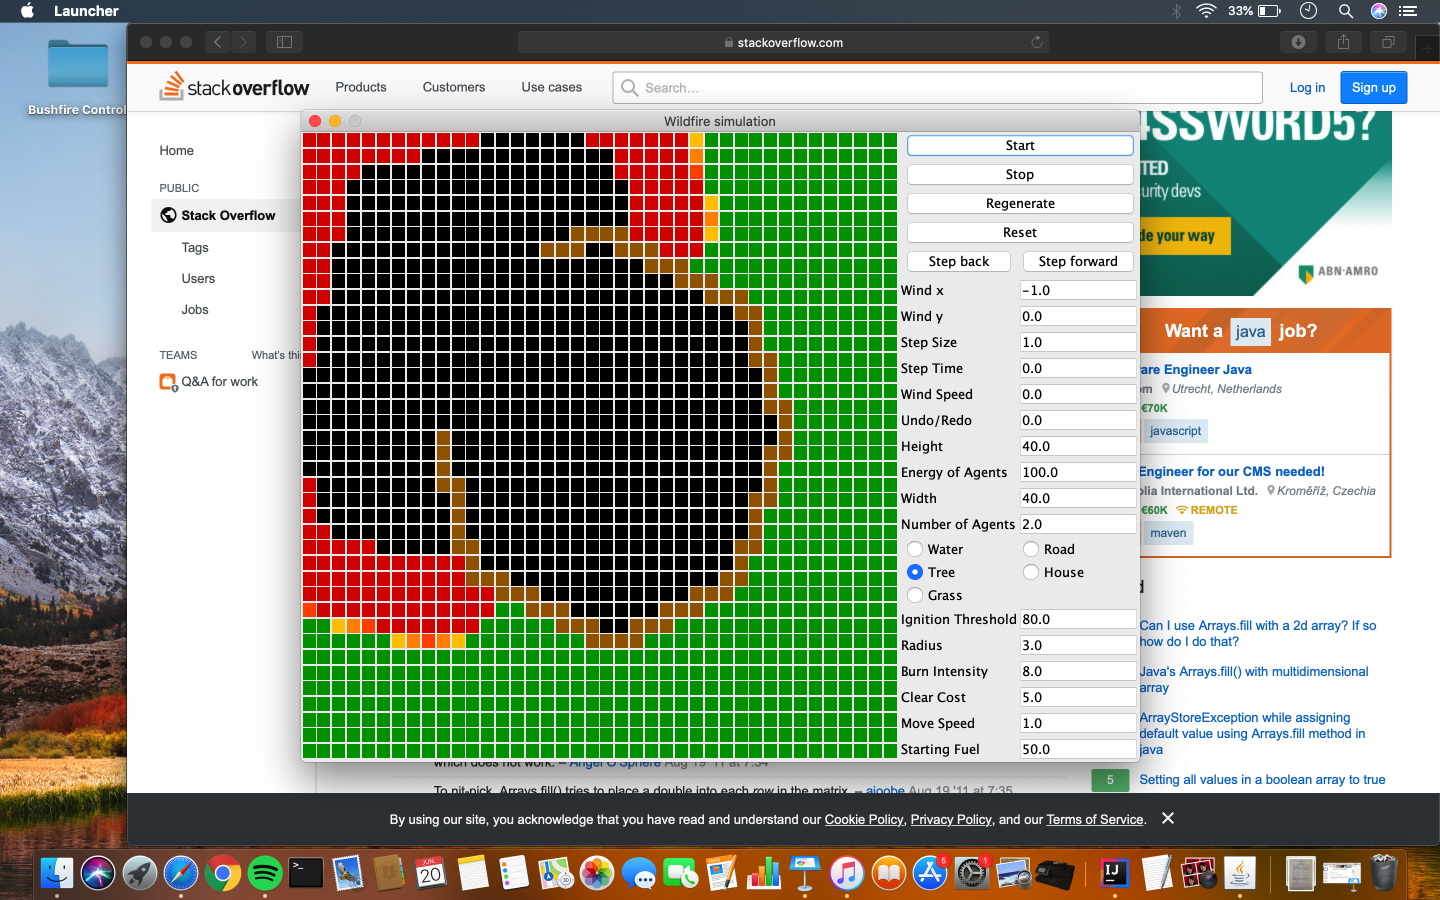 Launcher
33%
Bushfire Control
stackoverflow.com
stackoverflow
Products
Customers
Use cases
Search...
Log in
Sign up
Home
PUBLIC
Stack Overflow
Tags
Users
Jobs
TEAMS
What's thi
Q&A for work
Wildfire simulation
Start
Stop
Regenerate
Reset
Step back
Step forward
Wind x
-1.0
Wind y
0.0
Step Size
1.0
Step Time
0.0
Wind Speed
0.0
Undo/Redo
0.0
Height
40.0
Energy of Agents
100.0
Width
40.0
Number of Agents
2.0
Water
Road
Tree
House
Grass
Ignition Threshold
80.0
Radius
3.0
Burn Intensity
8.0
Clear Cost
5.0
Move Speed
1.0
Starting Fuel
50.0
SSWORD5?
TED
curity devs
de your way
ABN·AMRO
Want a java job?
are Engineer Java
om
Utrecht, Netherlands
€70K
javascript
Engineer for our CMS needed!
olia International Ltd.
Kroměříž, Czechia
€60K
REMOTE
maven
d
Can I use Arrays.fill with a 2d array? If so
how do I do that?
Java's Arrays.fill() with multidimensional
array
ArrayStoreException while assigning
default value using Arrays.fill method in
java
5
Setting all values in a boolean array to true
which does not work. – Angel O'Sphere Aug 19 '11 at 7:34
To nit-pick, Arrays.fill() tries to place a double into each row in the matrix. – aioobe Aug 19 '11 at 7:35
By using our site, you acknowledge that you have read and understand our Cookie Policy, Privacy Policy, and our Terms of Service.
JUN
20
30
5
1
IJ